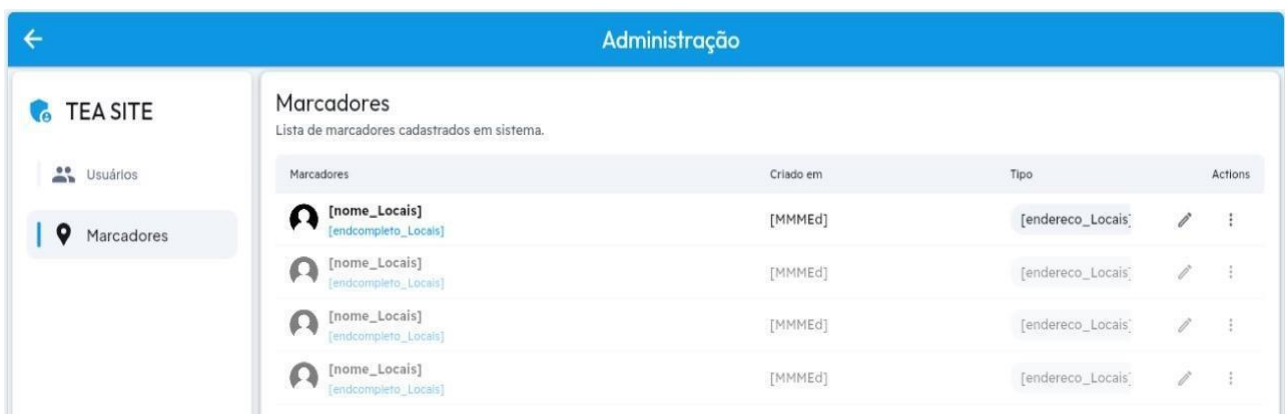 Administração
TEA SITE
Usuários
Marcadores
Marcadores
Lista de marcadores cadastrados em sistema.
Marcadores Criado em Tipo Actions
[nome_Locais] [MMMEd] [endereco_Locais]
[endcompleto_Locais]
[nome_Locais] [MMMEd] [endereco_Locais]
[endcompleto_Locais]
[nome_Locais] [MMMEd] [endereco_Locais]
[endcompleto_Locais]
[nome_Locais] [MMMEd] [endereco_Locais]
[endcompleto_Locais]